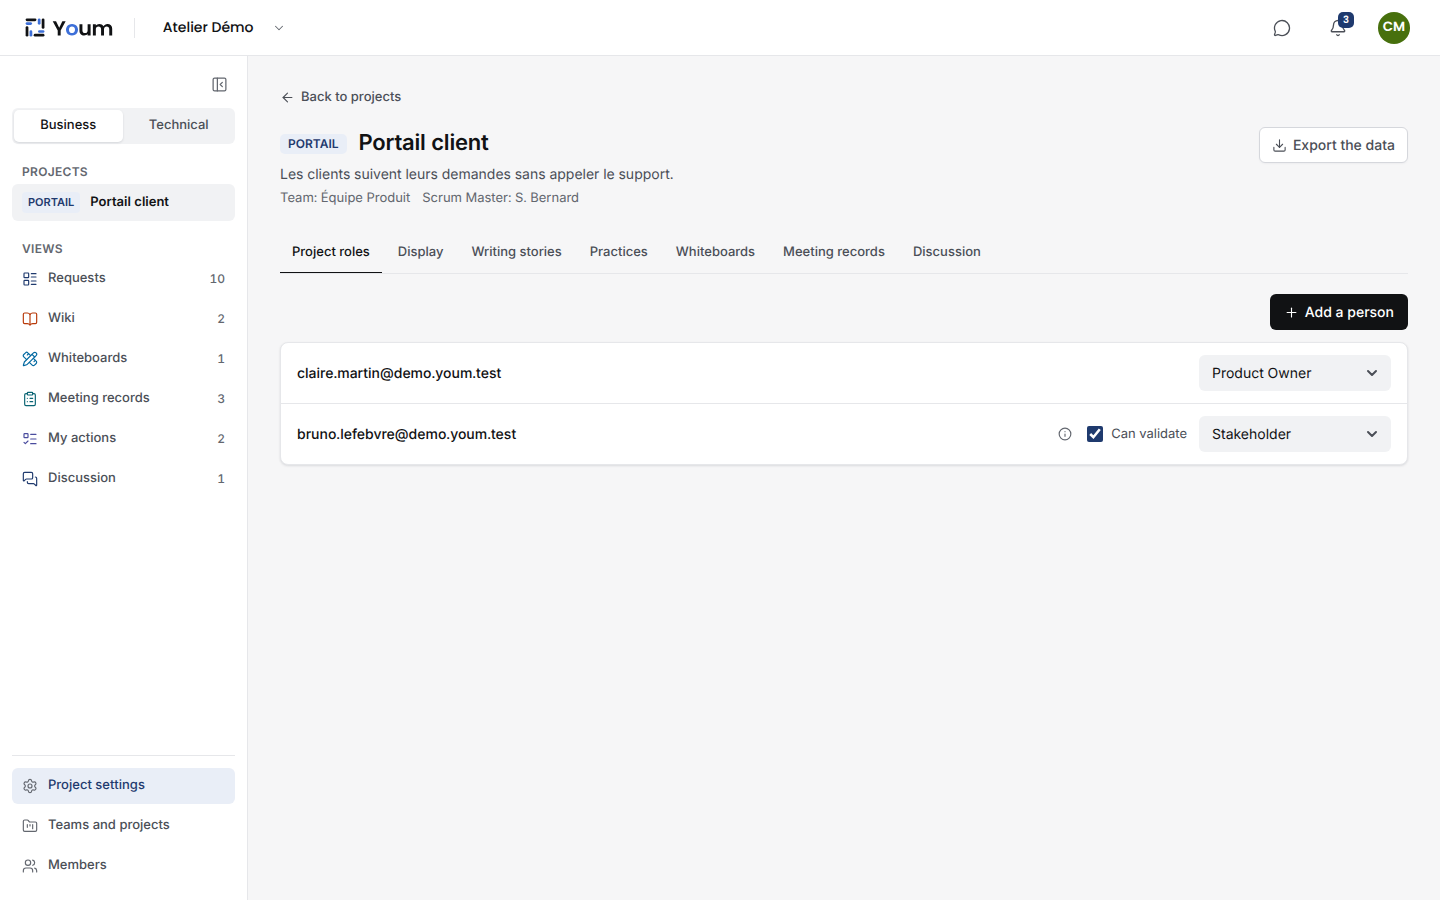 Youm
Atelier Démo
3
CM
Business
Technical
PROJECTS
PORTAIL Portail client
VIEWS
Requests 10
Wiki 2
Whiteboards 1
Meeting records 3
My actions 2
Discussion 1
Project settings
Teams and projects
Members
Back to projects
PORTAIL Portail client
Export the data
Les clients suivent leurs demandes sans appeler le support.
Team: Équipe Produit Scrum Master: S. Bernard
Project roles Display Writing stories Practices Whiteboards Meeting records Discussion
Add a person
claire.martin@demo.youm.test Product Owner
bruno.lefebvre@demo.youm.test Can validate Stakeholder